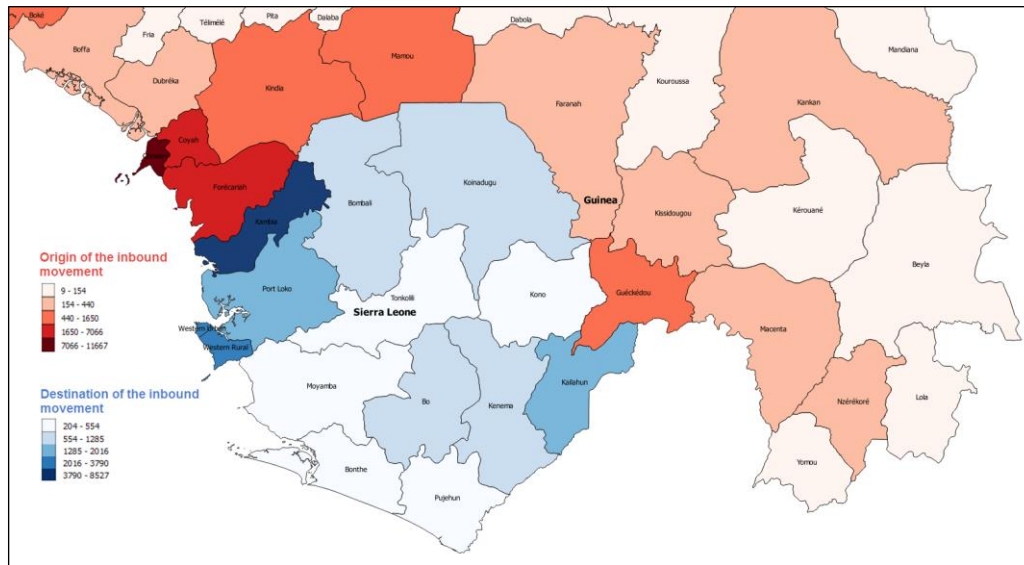 Boké
Télimélé
Pita
Dalaba
Dabola
Fria
Boffa
Mamou
Mandiana
Dubréka
Kouroussa
Kindia
Faranah
Kankan
Coyah
Forécariah
Koinadugu
Bombali
Guinea
Kissidougou
Kérouané
Kambia
Beyla
Origin of the inbound
movement
9 - 154
154 - 440
440 - 1650
1650 - 7066
7066 - 11667
Port Loko
Tonkolili
Kono
Guéckédou
Sierra Leone
Macenta
Western Urban
Western Rural
Moyamba
Kailahun
Destination of the inbound
movement
204 - 554
554 - 1285
1285 - 2016
2016 - 3790
3790 - 8527
Bo
Kenema
Nzérékoré
Lola
Bonthe
Yomou
Pujehun